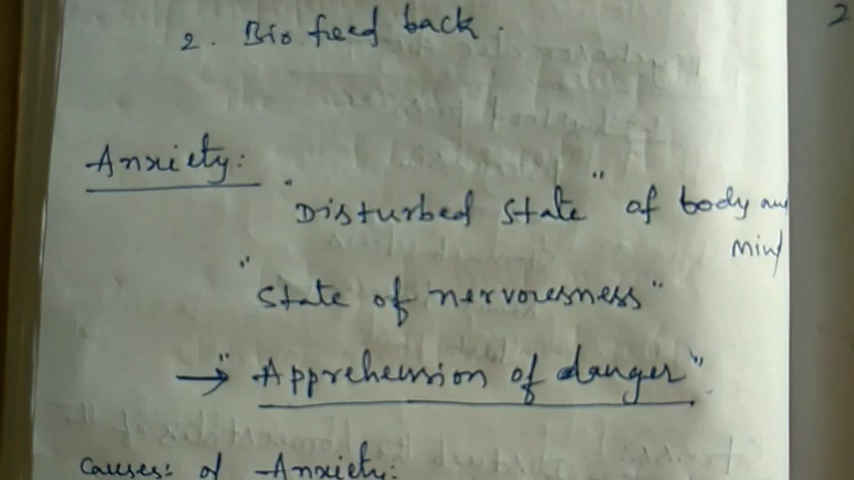 2
2. Bio feed back.
Anxiety:
"Disturbed state" of body and
mind
"state of nervousness"
→ "Apprehension of danger"
causes: of Anxiety: